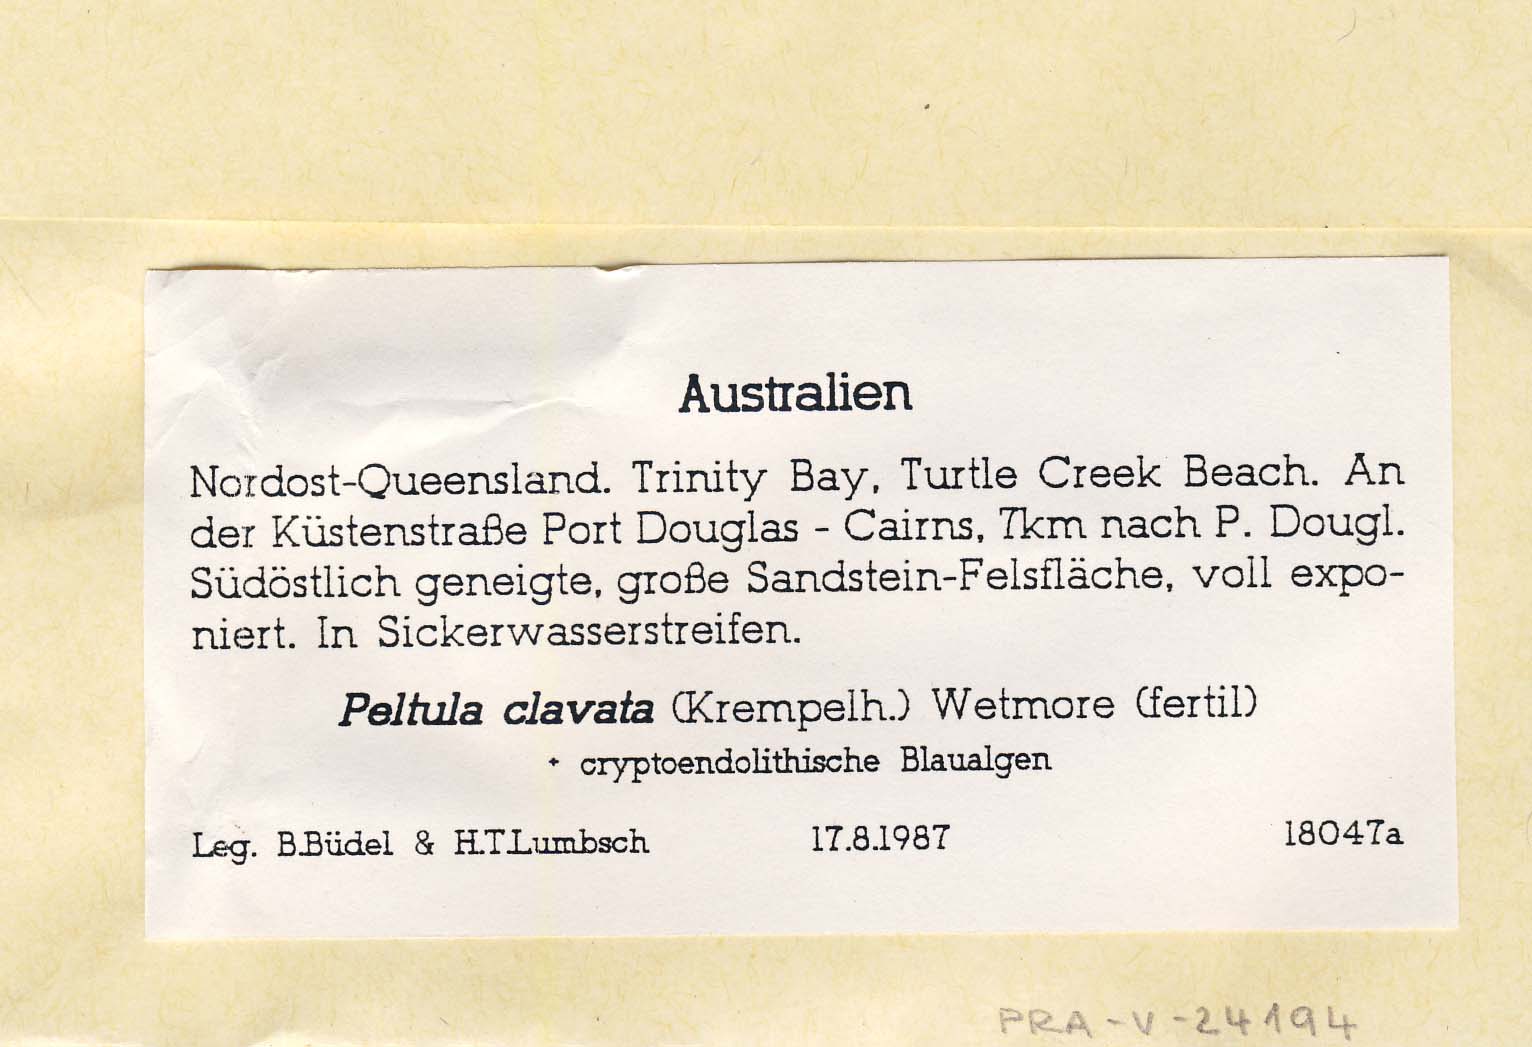 Australien
Nordost-Queensland. Trinity Bay, Turtle Creek Beach. An
der Küstenstraße Port Douglas - Cairns, 7km nach P. Dougl.
Südöstlich geneigte, große Sandstein-Felsfläche, voll expo-
niert. In Sickerwasserstreifen.
Peltula clavata (Krempelh.) Wetmore (fertil)
+ cryptoendolithische Blaualgen
Leg. B.Büdel & H.T.Lumbsch 17.8.1987 18047a
PRA-V-24194